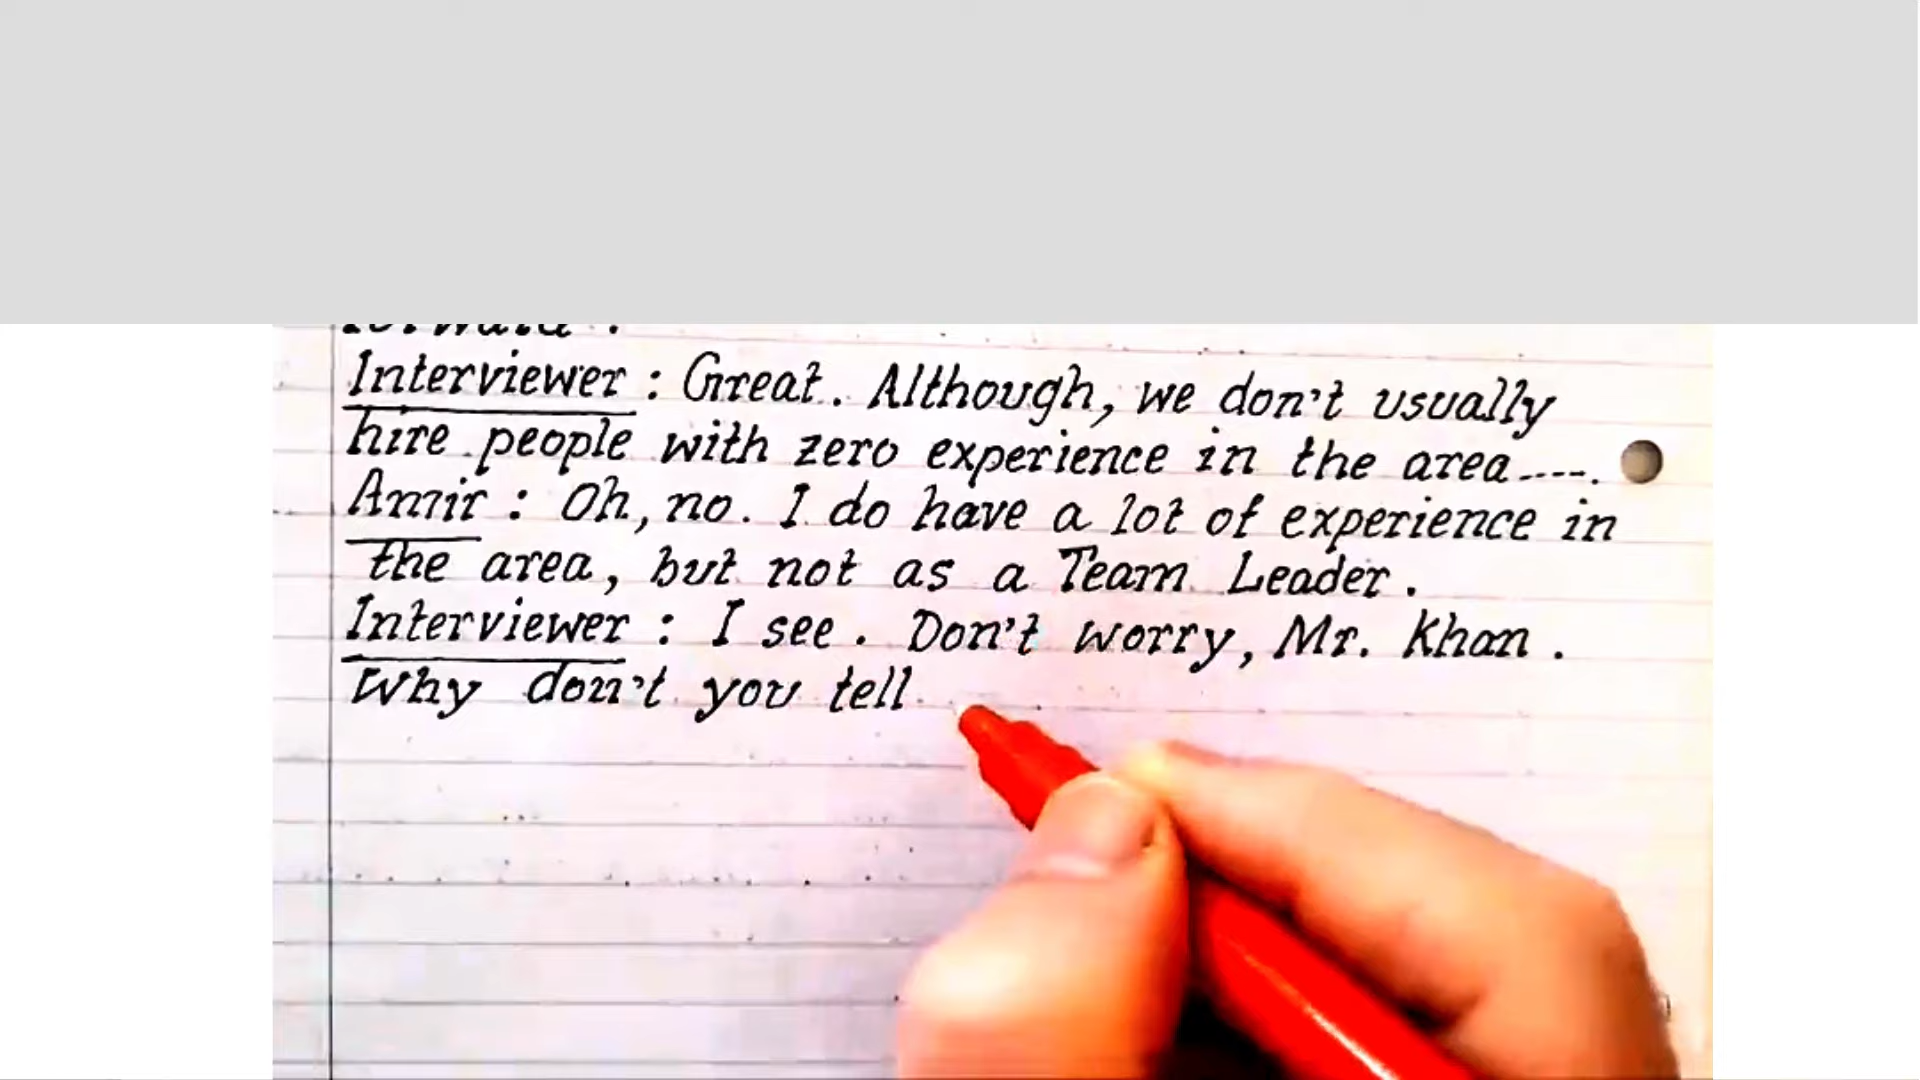 forward.
Interviewer : Great. Although, we don't usually
hire people with zero experience in the area----.
Amir : Oh, no. I do have a lot of experience in
the area, but not as a Team Leader.
Interviewer : I see. Don't worry, Mr. Khan.
Why don't you tell